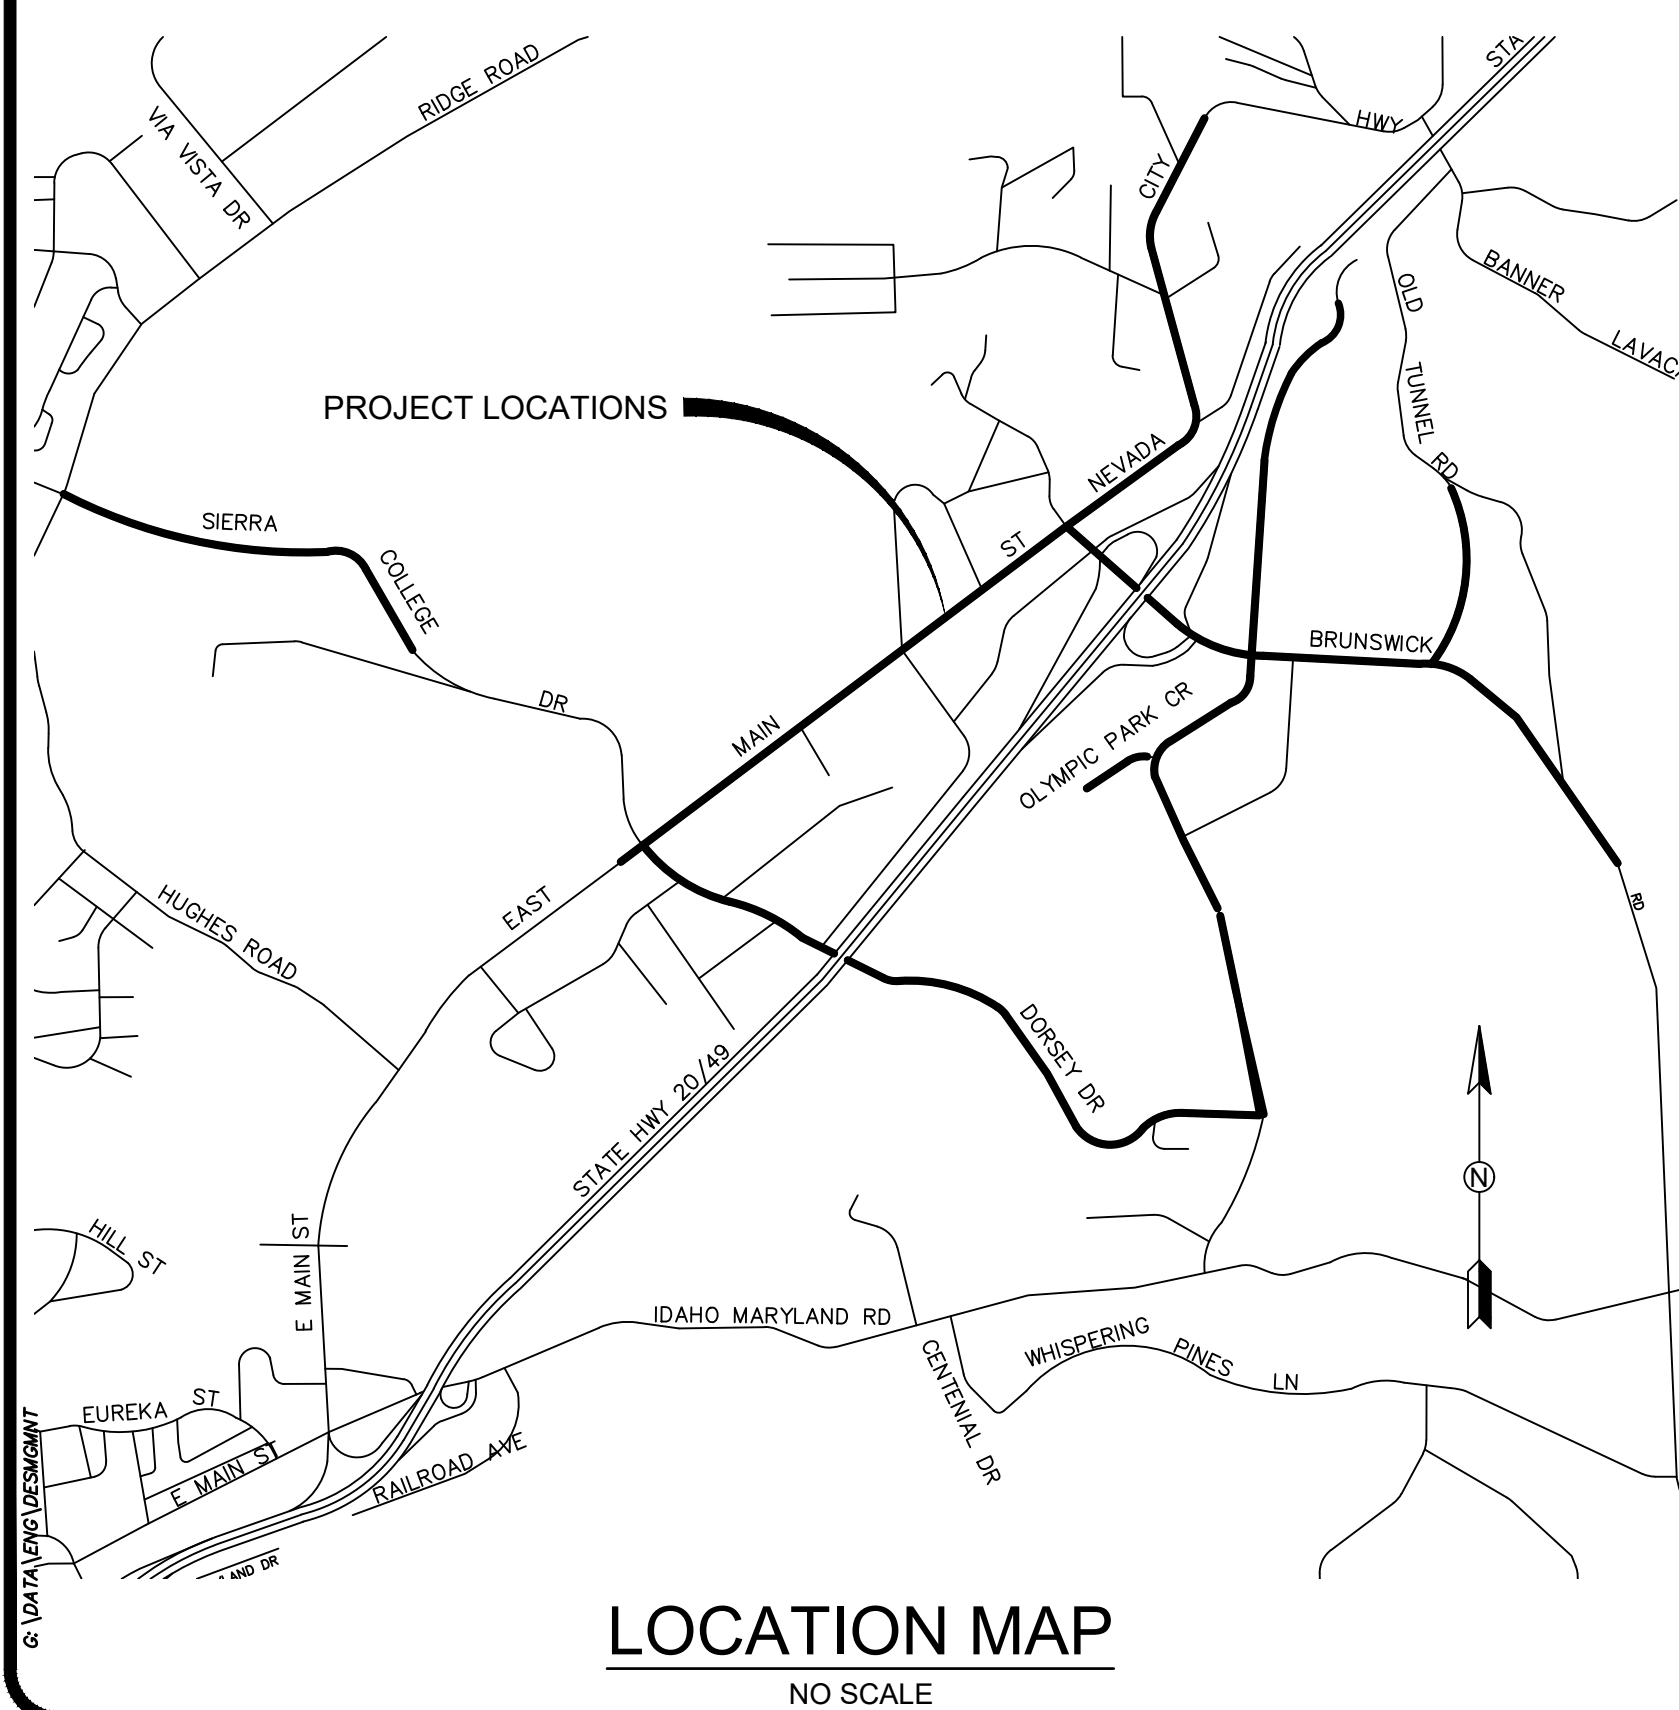 STA
RIDGE ROAD
VIA VISTA DR
HWY
CITY
OLD
TUNNEL
RD
BANNER
LAVAC
PROJECT LOCATIONS
NEVADA
ST
SIERRA
COLLEGE
DR
BRUNSWICK
RD
OLYMPIC PARK CR
MAIN
EAST
HUGHES ROAD
DORSEY DR
STATE HWY 20/49
N
HILL ST
E MAIN ST
IDAHO MARYLAND RD
CENTENIAL DR
WHISPERING
PINES
LN
EUREKA
ST
E MAIN ST
RAILROAD AVE
LAND DR
G:\DATA\ENG\DESMGMNT
LOCATION MAP
NO SCALE